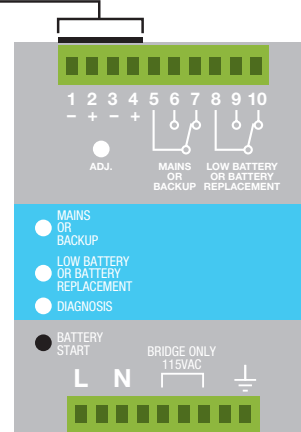 1 2 3 4 5 6 7 8 9 10
− + − +
ADJ.
MAINS
OR
BACKUP
LOW BATTERY
OR BATTERY
REPLACEMENT
MAINS
OR
BACKUP
LOW BATTERY
OR BATTERY
REPLACEMENT
DIAGNOSIS
BATTERY
START
BRIDGE ONLY
115VAC
L N